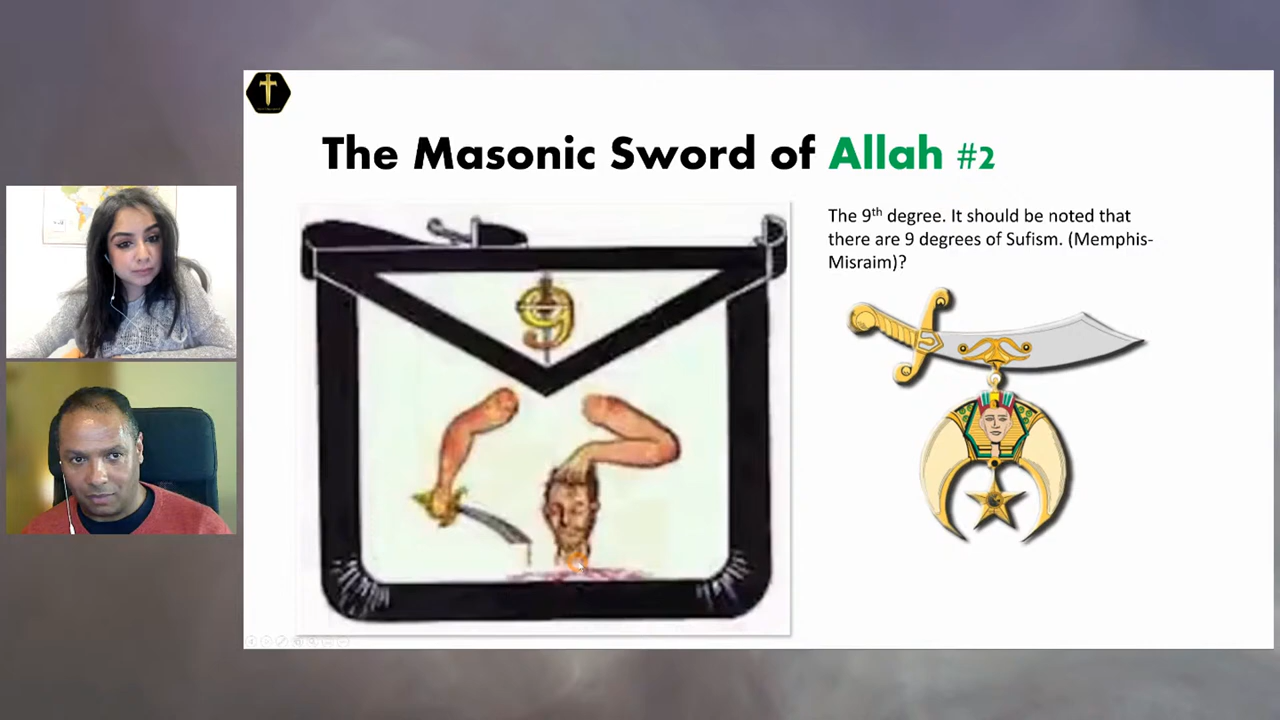 The Masonic Sword of Allah #2
The 9th degree. It should be noted that
there are 9 degrees of Sufism. (Memphis-
Misraim)?
9